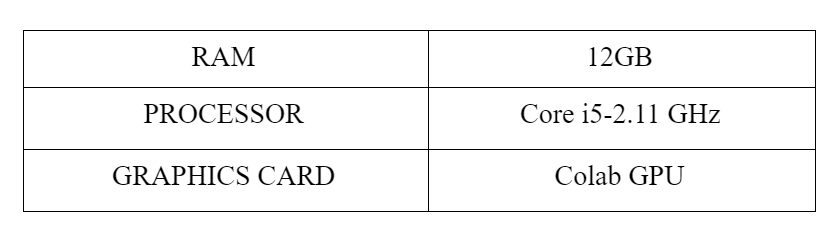 RAM 12GB
PROCESSOR Core i5-2.11 GHz
GRAPHICS CARD Colab GPU